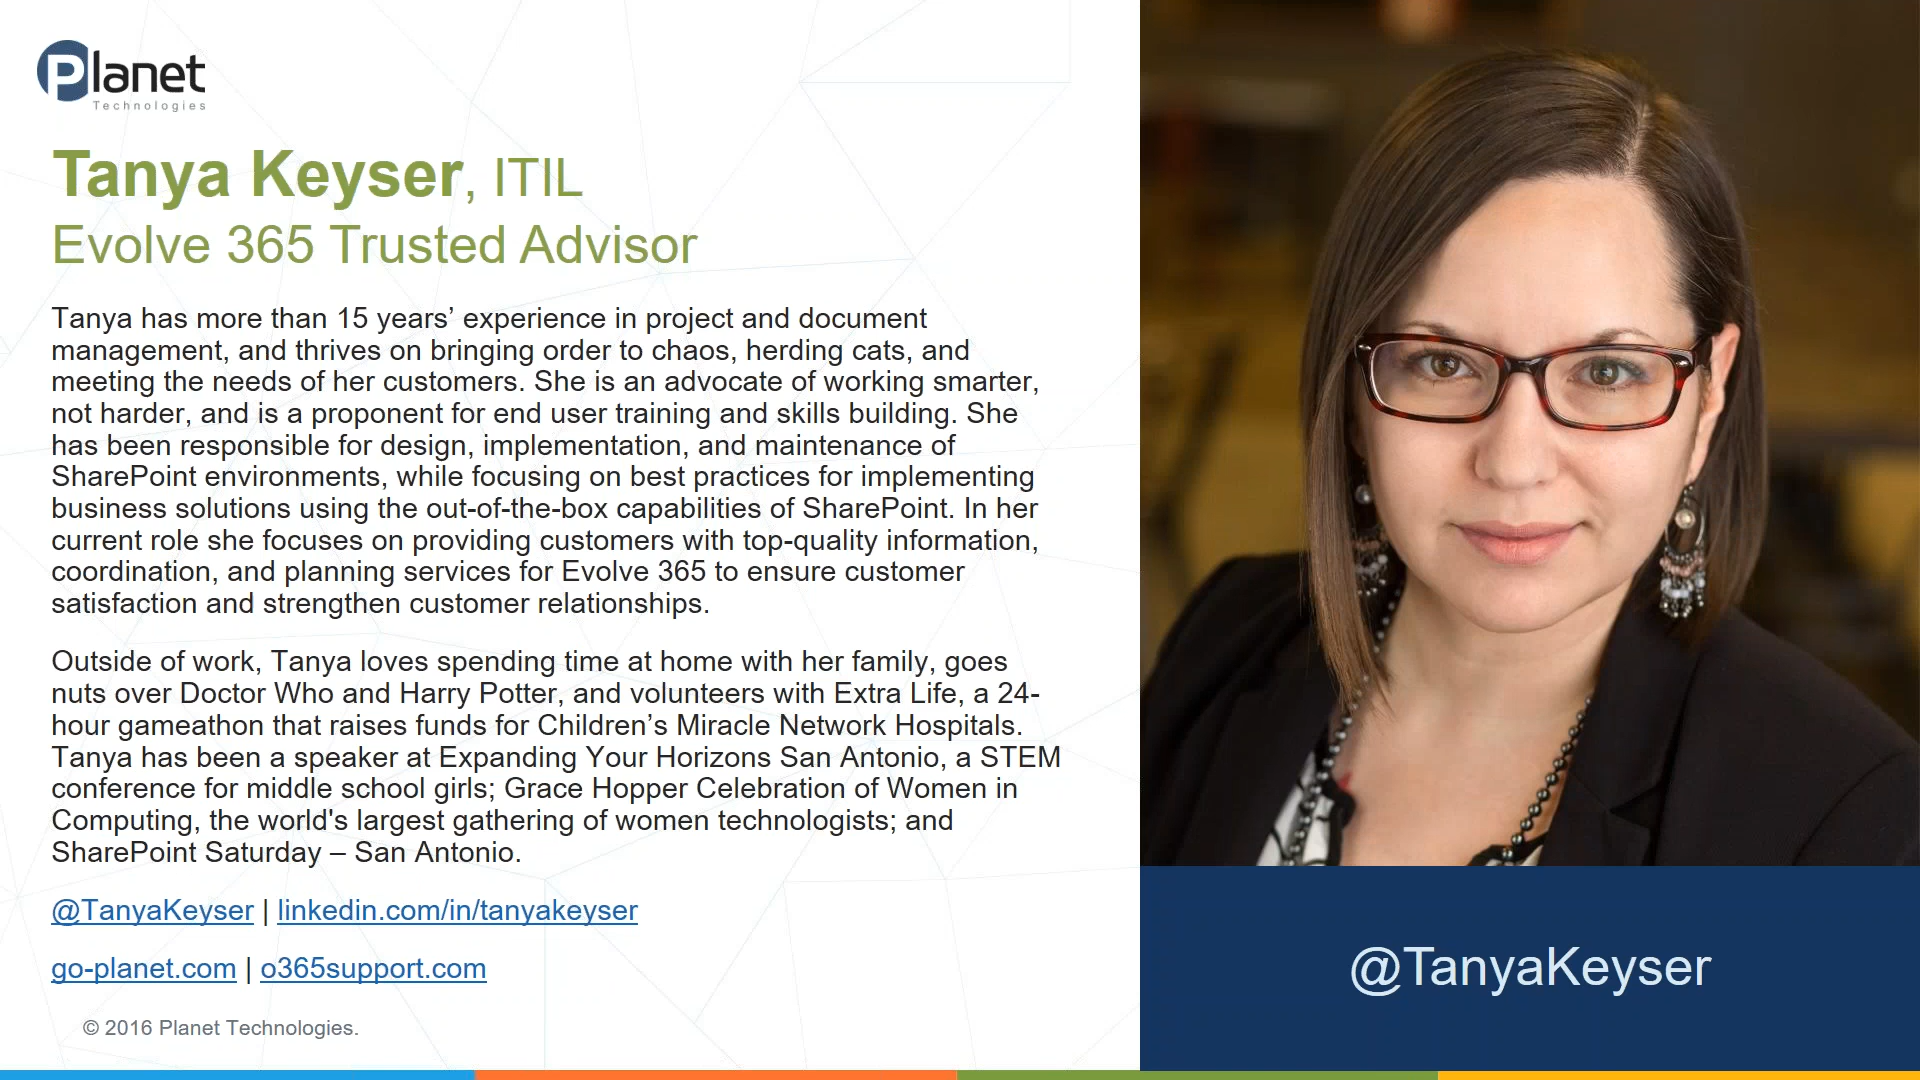 Planet
Technologies
Tanya Keyser, ITIL
Evolve 365 Trusted Advisor
Tanya has more than 15 years’ experience in project and document
management, and thrives on bringing order to chaos, herding cats, and
meeting the needs of her customers. She is an advocate of working smarter,
not harder, and is a proponent for end user training and skills building. She
has been responsible for design, implementation, and maintenance of
SharePoint environments, while focusing on best practices for implementing
business solutions using the out-of-the-box capabilities of SharePoint. In her
current role she focuses on providing customers with top-quality information,
coordination, and planning services for Evolve 365 to ensure customer
satisfaction and strengthen customer relationships.
Outside of work, Tanya loves spending time at home with her family, goes
nuts over Doctor Who and Harry Potter, and volunteers with Extra Life, a 24-
hour gameathon that raises funds for Children’s Miracle Network Hospitals.
Tanya has been a speaker at Expanding Your Horizons San Antonio, a STEM
conference for middle school girls; Grace Hopper Celebration of Women in
Computing, the world's largest gathering of women technologists; and
SharePoint Saturday – San Antonio.
@TanyaKeyser | linkedin.com/in/tanyakeyser
go-planet.com | o365support.com
© 2016 Planet Technologies.
@TanyaKeyser